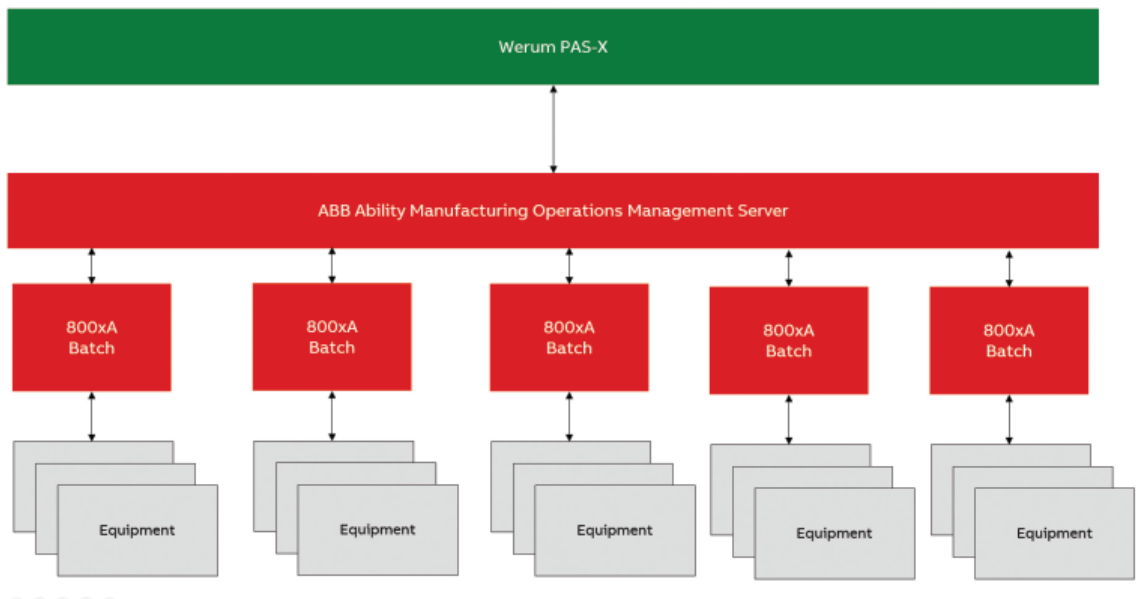 Werum PAS-X
ABB Ability Manufacturing Operations Management Server
800xA
Batch
800xA
Batch
800xA
Batch
800xA
Batch
800xA
Batch
Equipment
Equipment
Equipment
Equipment
Equipment